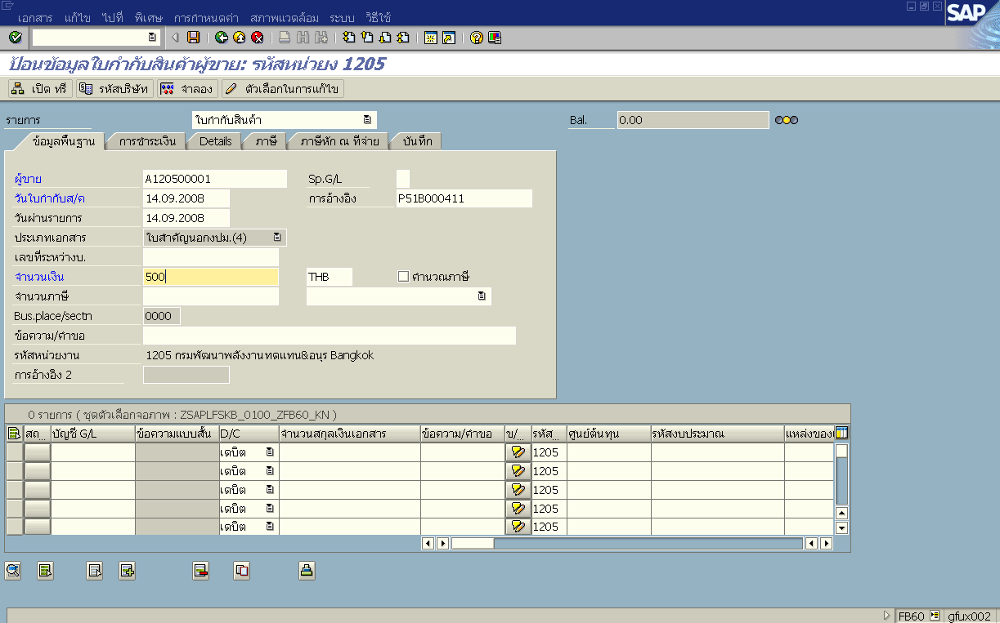 เอกสาร แก้ไข ไปที่ พิเศษ การกำหนดค่า สภาพแวดล้อม ระบบ วิธีใช้
SAP
ป้อนข้อมูลใบกำกับสินค้าผู้ขาย: รหัสหน่วยง 1205
เปิด ทรี รหัสบริษัท จำลอง ตัวเลือกในการแก้ไข
รายการ ใบกำกับสินค้า Bal. 0.00
ข้อมูลพื้นฐาน การชำระเงิน Details ภาษี ภาษีหัก ณ ที่จ่าย บันทึก
ผู้ขาย A120500001 Sp.G/L
วันใบกำกับส/ค 14.09.2008 การอ้างอิง P51B000411
วันผ่านรายการ 14.09.2008
ประเภทเอกสาร ใบสำคัญนอกงปม.(4)
เลขที่ระหว่างบ.
จำนวนเงิน 500 THB คำนวณภาษี
จำนวนภาษี
Bus.place/sectn 0000
ข้อความ/คำขอ
รหัสหน่วยงาน 1205 กรมพัฒนาพลังงานทดแทน&อนุร Bangkok
การอ้างอิง 2
0 รายการ ( ชุดตัวเลือกจอภาพ : ZSAPLFSKB_0100_ZFB60_KN )
สถ... บัญชี G/L ข้อความแบบสั้น D/C จำนวนสกุลเงินเอกสาร ข้อความ/คำขอ ข/... รหัส... ศูนย์ต้นทุน รหัสงบประมาณ แหล่งของ
เดบิต 1205
เดบิต 1205
เดบิต 1205
เดบิต 1205
เดบิต 1205
FB60 gfux002